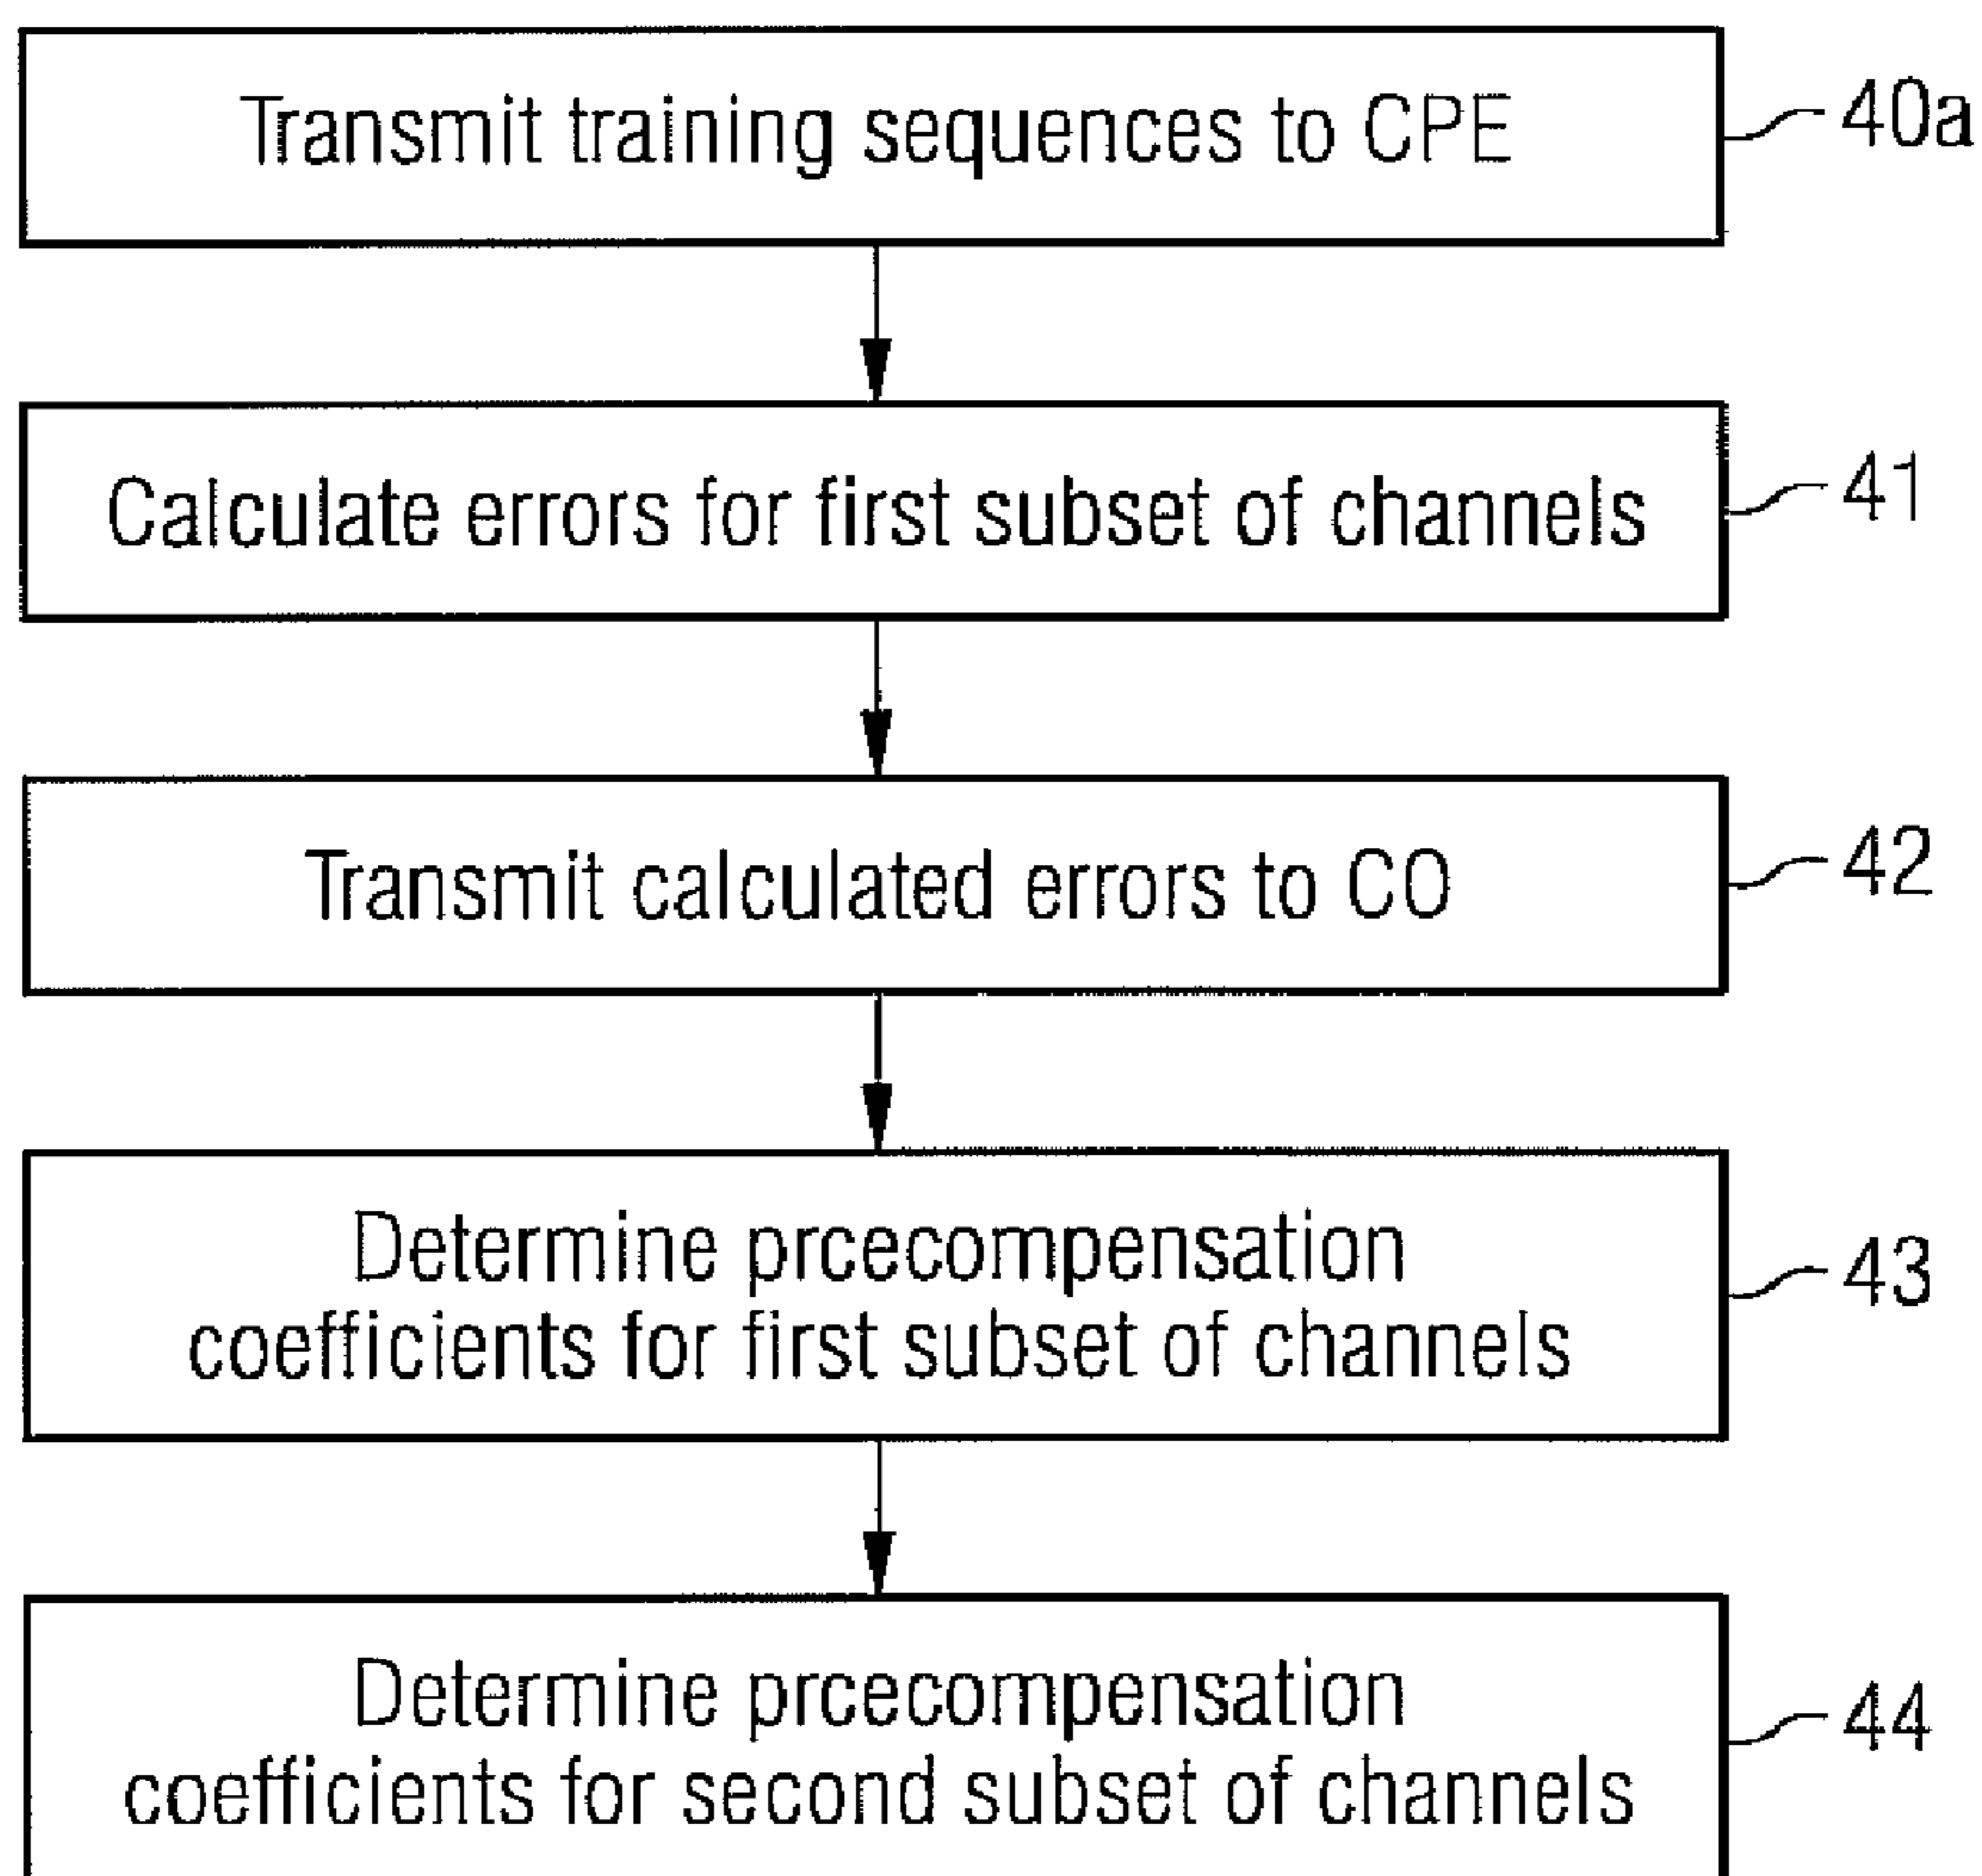 Transmit training sequences to CPE
40a
Calculate errors for first subset of channels
41
Transmit calculated errors to CO
42
Determine prcecompensation
coefficients for first subset of channels
43
Determine prcecompensation
coefficients for second subset of channels
44